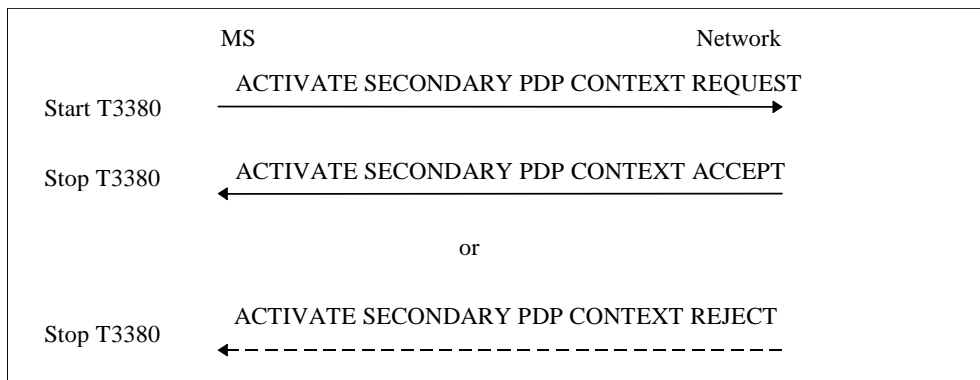 MS Network
ACTIVATE SECONDARY PDP CONTEXT REQUEST
Start T3380
ACTIVATE SECONDARY PDP CONTEXT ACCEPT
Stop T3380
or
ACTIVATE SECONDARY PDP CONTEXT REJECT
Stop T3380